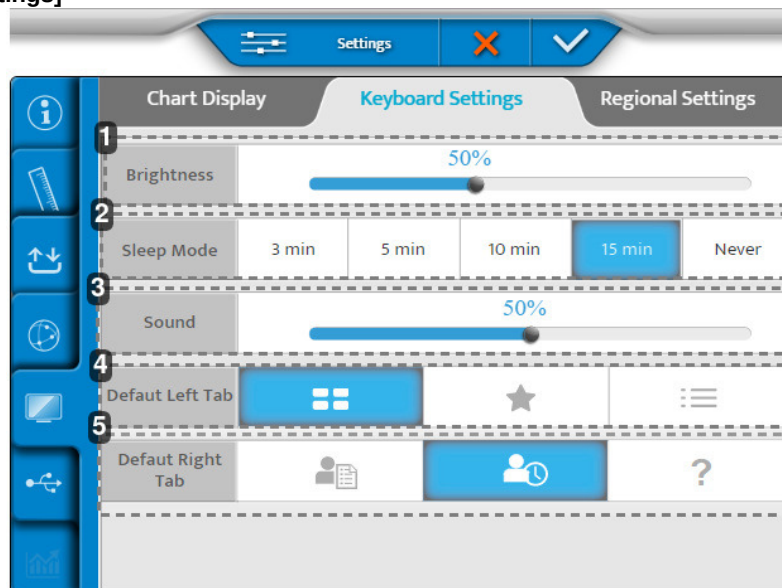 ings]
Settings
Chart Display Keyboard Settings Regional Settings
1
50%
Brightness
2
Sleep Mode 3 min 5 min 10 min 15 min Never
3
50%
Sound
4
Defaut Left Tab
5
Defaut Right
Tab
?